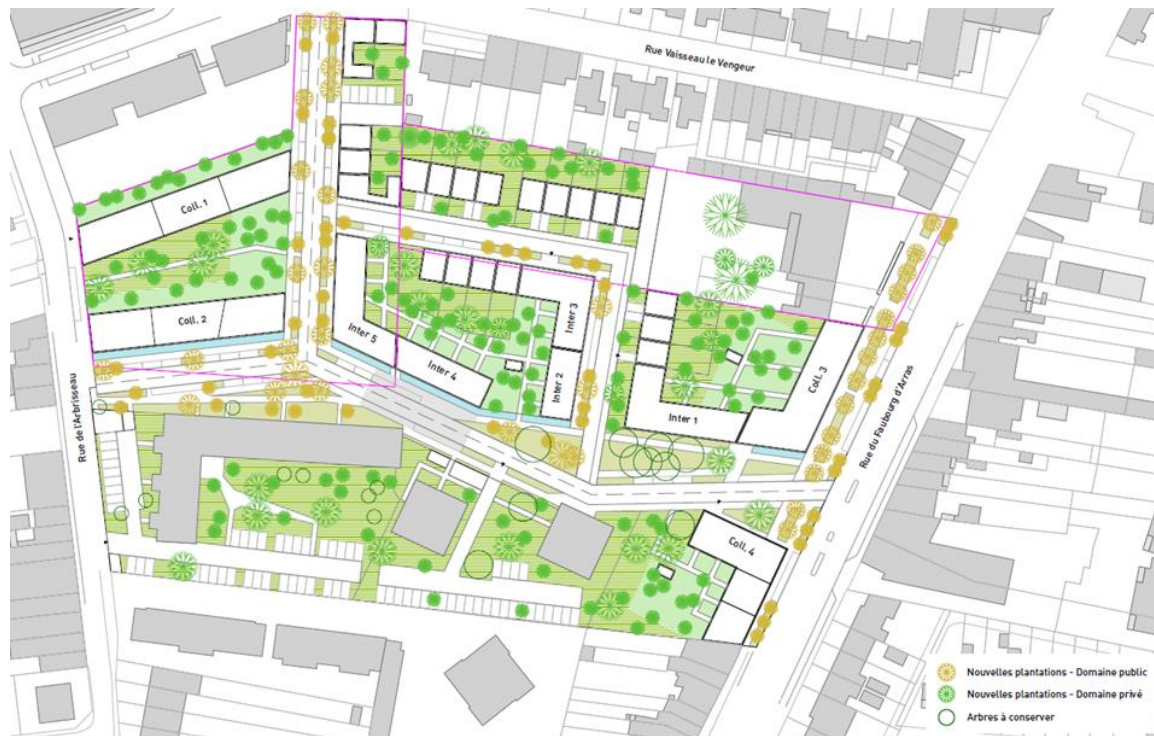 Rue Vaisseau le Vengeur
Coll. 1
Coll. 2
Inter 3
Inter 5
Inter 4
Inter 2
Coll. 3
Inter 1
Rue de l'Arbrisseau
Rue du Faubourg d'Arras
Coll. 4
Nouvelles plantations - Domaine public
Nouvelles plantations - Domaine privé
Arbres à conserver